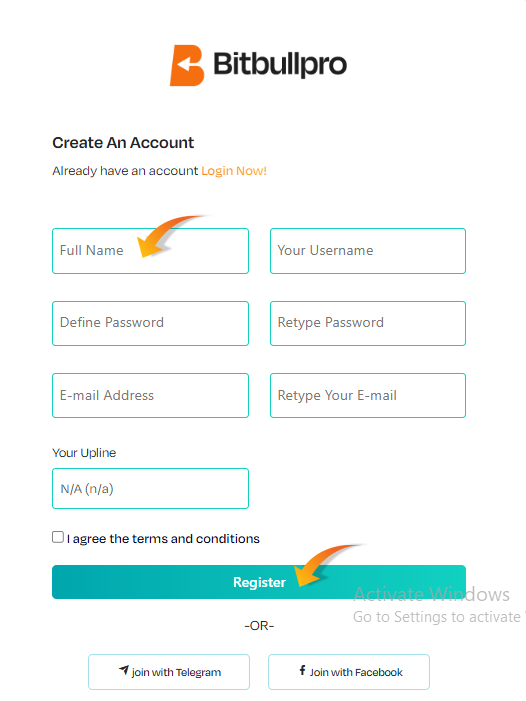 Bitbullpro
Create An Account
Already have an account Login Now!
Full Name Your Username
Define Password Retype Password
E-mail Address Retype Your E-mail
Your Upline
N/A (n/a)
I agree the terms and conditions
Register
Activate Windows
Go to Settings to activate
-OR-
join with Telegram Join with Facebook